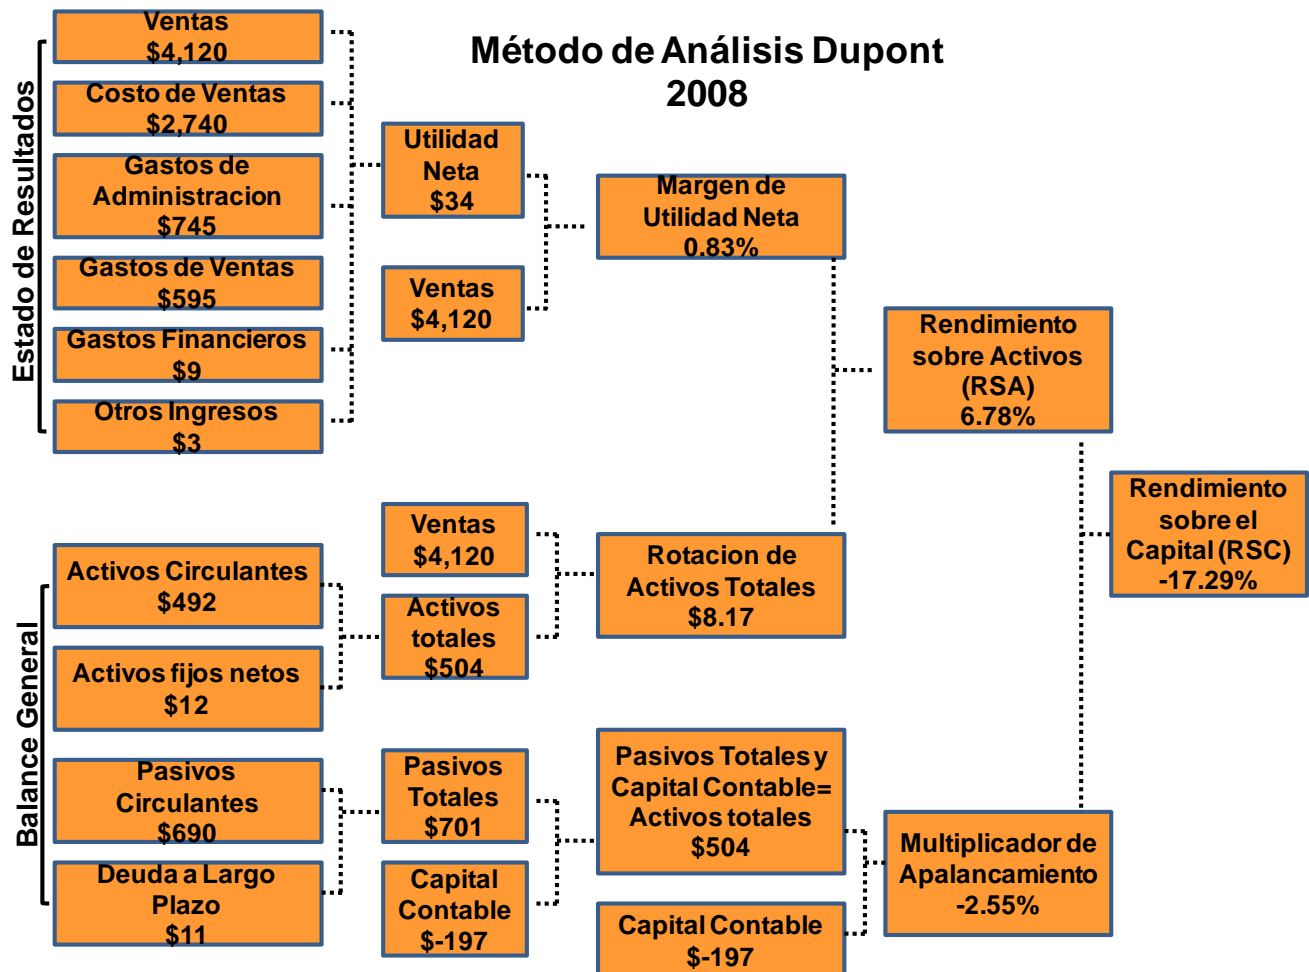 Método de Análisis Dupont
2008
Estado de Resultados
Ventas
$4,120
Costo de Ventas
$2,740
Gastos de
Administracion
$745
Gastos de Ventas
$595
Gastos Financieros
$9
Otros Ingresos
$3
Utilidad
Neta
$34
Ventas
$4,120
Margen de
Utilidad Neta
0.83%
Rendimiento
sobre Activos
(RSA)
6.78%
Rendimiento
sobre el
Capital (RSC)
-17.29%
Balance General
Activos Circulantes
$492
Activos fijos netos
$12
Pasivos
Circulantes
$690
Deuda a Largo
Plazo
$11
Ventas
$4,120
Activos
totales
$504
Rotacion de
Activos Totales
$8.17
Pasivos
Totales
$701
Capital
Contable
$-197
Pasivos Totales y
Capital Contable=
Activos totales
$504
Capital Contable
$-197
Multiplicador de
Apalancamiento
-2.55%